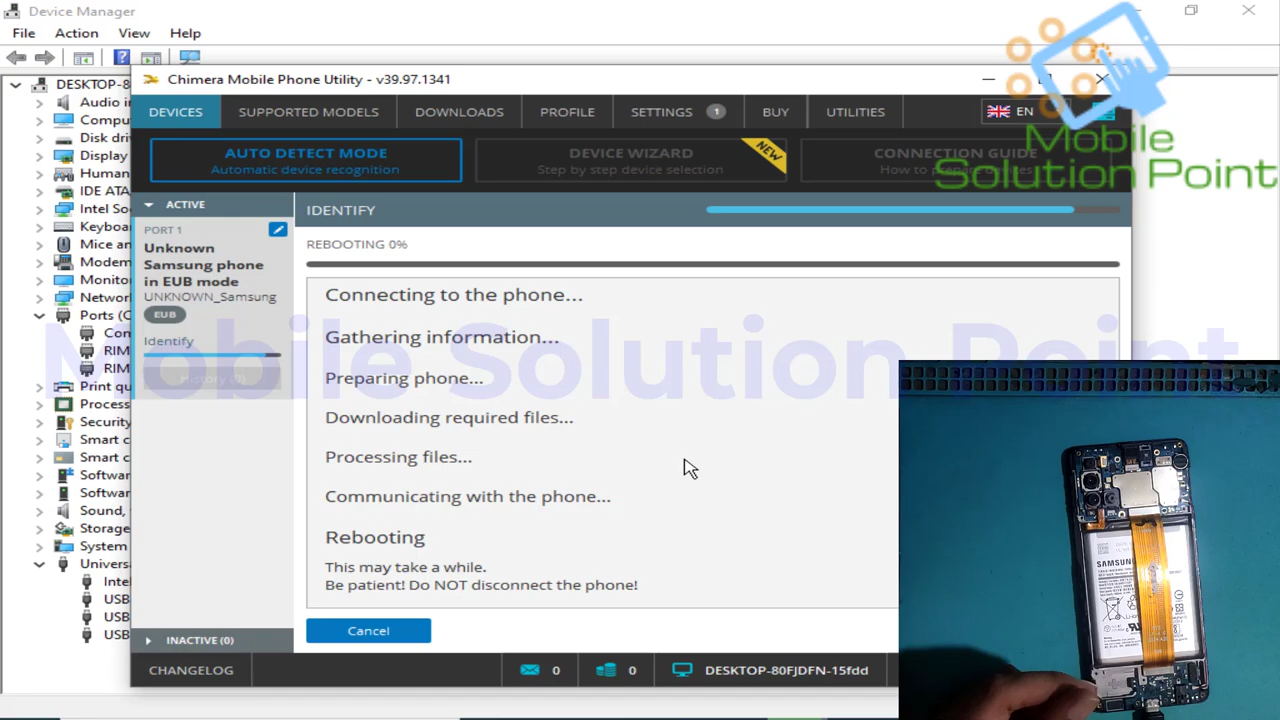 Device Manager
File Action View Help
DESKTOP-8
Audio i
Compu
Disk driv
Display
Human
IDE ATA
Intel So
Keyboa
Mice an
Modem
Monito
Networ
Ports (C
Con
RIM
RIM
Print qu
Process
Security
Smart c
Smart c
Softwar
Softwar
Sound,
Storage
System
Univers
Inte
USB
USB
USB
Chimera Mobile Phone Utility - v39.97.1341
DEVICES SUPPORTED MODELS DOWNLOADS PROFILE SETTINGS 1 BUY UTILITIES EN
AUTO DETECT MODE
Automatic device recognition
DEVICE WIZARD
Step by step device selection
NEW
CONNECTION GUIDE
How to prepare devices
Mobile
Solution Point
ACTIVE
PORT 1
Unknown
Samsung phone
in EUB mode
UNKNOWN_Samsung
EUB
Identify
History (0)
INACTIVE (0)
IDENTIFY
REBOOTING 0%
Connecting to the phone...
Gathering information...
Preparing phone...
Downloading required files...
Processing files...
Communicating with the phone...
Rebooting
This may take a while.
Be patient! Do NOT disconnect the phone!
Cancel
Mobile Solution Point
SAMSUNG
CHANGELOG 0 0 DESKTOP-80FJDFN-15fdd